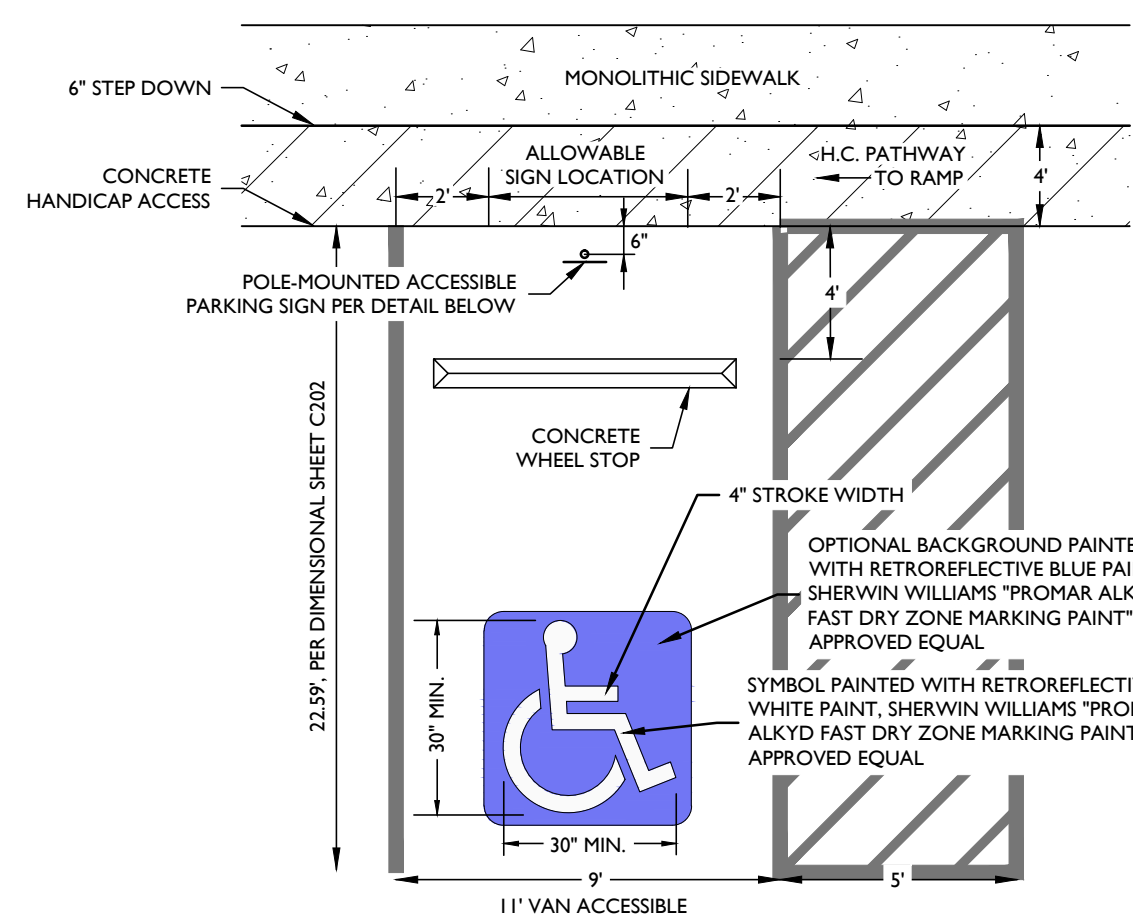 MONOLITHIC SIDEWALK
6" STEP DOWN
ALLOWABLE
SIGN LOCATION
H.C. PATHWAY
TO RAMP
CONCRETE
HANDICAP ACCESS
2'
2'
4'
6"
POLE-MOUNTED ACCESSIBLE
PARKING SIGN PER DETAIL BELOW
4'
22.59', PER DIMENSIONAL SHEET C202
CONCRETE
WHEEL STOP
4" STROKE WIDTH
OPTIONAL BACKGROUND PAINTE
WITH RETROREFLECTIVE BLUE PAI
SHERWIN WILLIAMS "PROMAR ALK
FAST DRY ZONE MARKING PAINT"
APPROVED EQUAL
SYMBOL PAINTED WITH RETROREFLECTI
WHITE PAINT, SHERWIN WILLIAMS "PRO
ALKYD FAST DRY ZONE MARKING PAINT
APPROVED EQUAL
30" MIN.
30" MIN.
9'
5'
11' VAN ACCESSIBLE